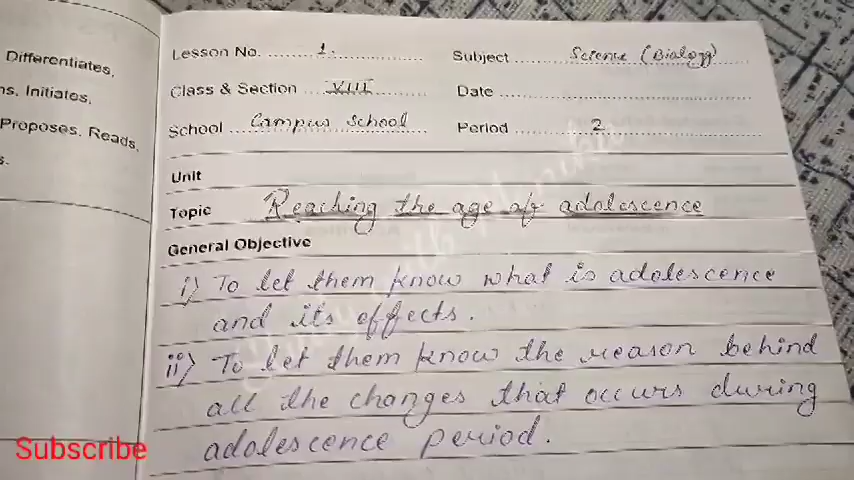 Differentiates,
ns, Initiates,
Proposes, Reads,
s.
Lesson No. 1.
Subject Science (Biology)
Class & Section VIII
Date
School Campus School
Period 2
Unit
Topic Reaching the age of adolescence
General Objective
i) To let them know what is adolescence
and its effects.
ii) To let them know the reason behind
all the changes that occurs during
adolescence period.
Subscribe